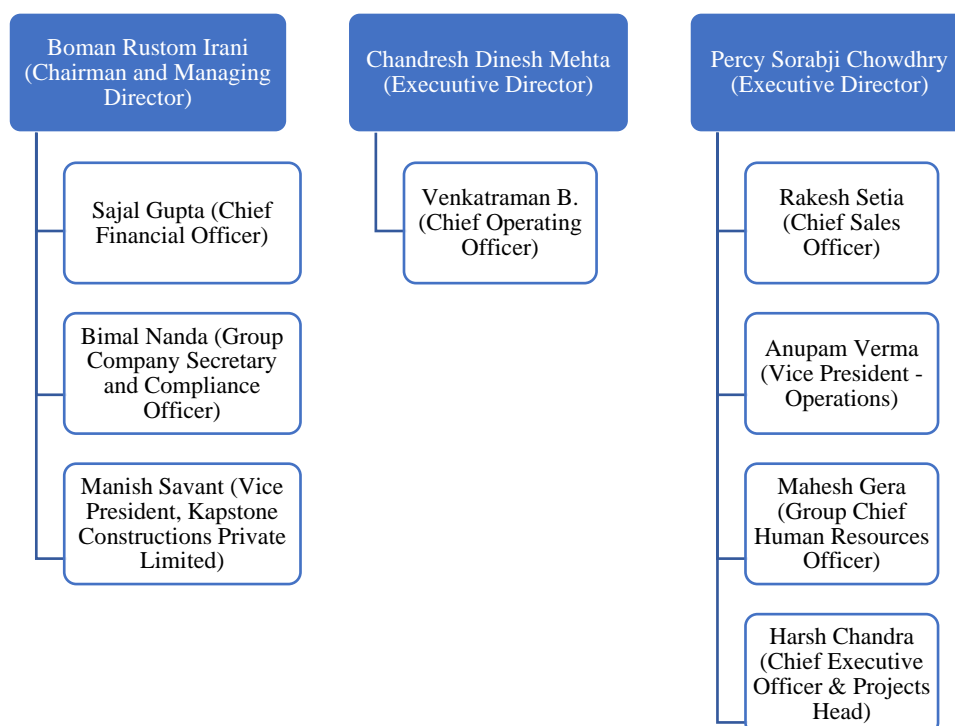 Boman Rustom Irani
(Chairman and Managing
Director)
Sajal Gupta (Chief
Financial Officer)
Bimal Nanda (Group
Company Secretary
and Compliance
Officer)
Manish Savant (Vice
President, Kapstone
Constructions Private
Limited)
Chandresh Dinesh Mehta
(Execuutive Director)
Venkatraman B.
(Chief Operating
Officer)
Percy Sorabji Chowdhry
(Executive Director)
Rakesh Setia
(Chief Sales
Officer)
Anupam Verma
(Vice President -
Operations)
Mahesh Gera
(Group Chief
Human Resources
Officer)
Harsh Chandra
(Chief Executive
Officer & Projects
Head)